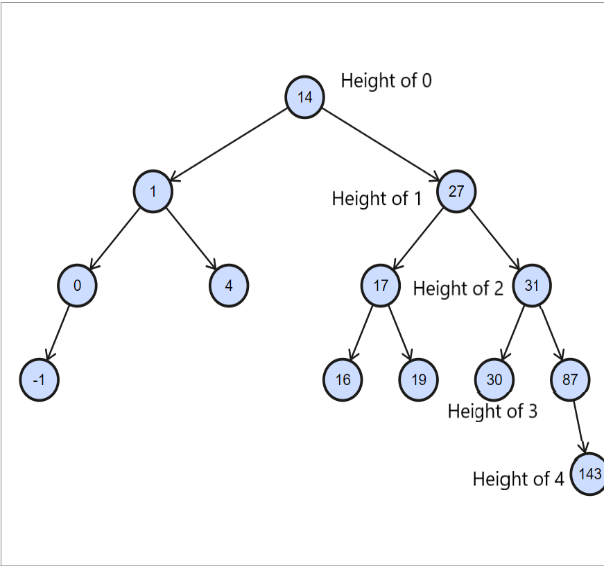 Height of 0
14
1
Height of 1
27
0
4
17
Height of 2
31
-1
16
19
30
87
Height of 3
Height of 4
143